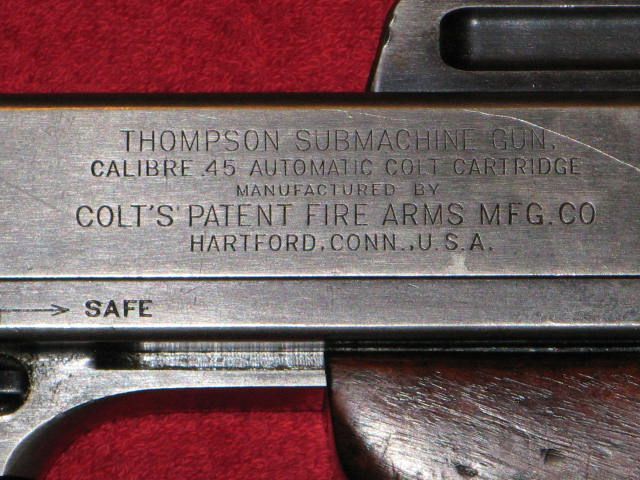 THOMPSON SUBMACHINE GUN,
CALIBRE .45 AUTOMATIC COLT CARTRIDGE
MANUFACTURED BY
COLT'S PATENT FIRE ARMS MFG. CO
HARTFORD, CONN., U.S.A.
SAFE